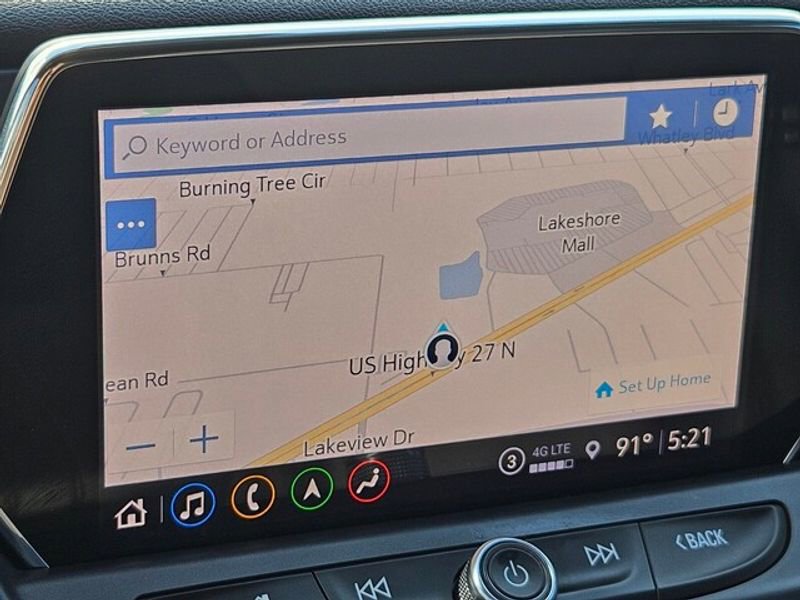 Lark Av
Keyword or Address
Whatley Blvd
Burning Tree Cir
Lakeshore
Mall
Brunns Rd
US Highway 27 N
ean Rd
Set Up Home
Lakeview Dr
3 4G LTE 91° 5:21
BACK